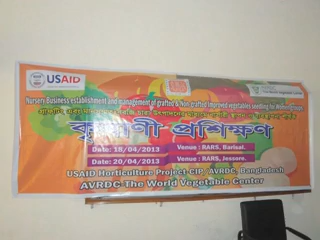 USAID
Nursery Business establishment and management of grafted & Non-grafted improved vegetables seedling for Women groups
কৃষাণী প্রশিক্ষণ
Date: 18/04/2013 Venue : RARS, Barisal.
Date: 20/04/2013 Venue : RARS, Jessore.
USAID Horticulture Project-CIP-AVRDC, Bangladesh
AVRDC-The World Vegetable Center